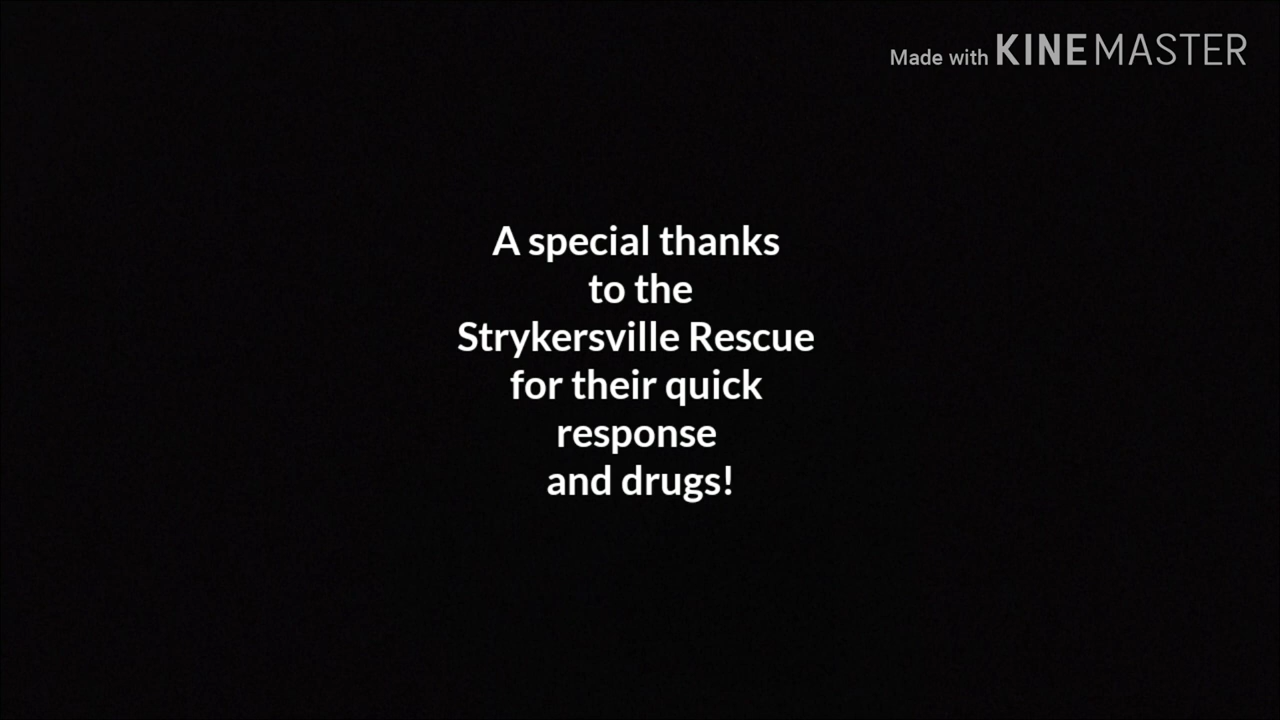 Made with KINEMASTER
A special thanks
to the
Strykersville Rescue
for their quick
response
and drugs!